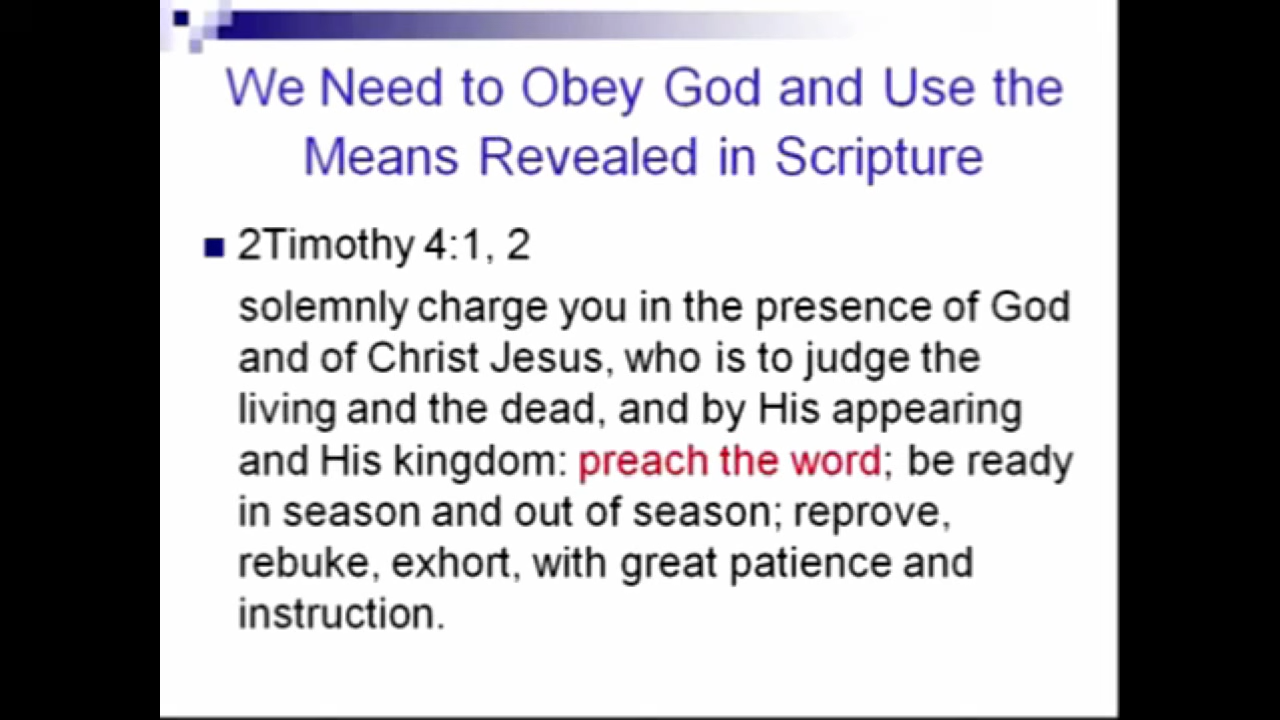 We Need to Obey God and Use the
Means Revealed in Scripture
2Timothy 4:1, 2
solemnly charge you in the presence of God
and of Christ Jesus, who is to judge the
living and the dead, and by His appearing
and His kingdom: preach the word; be ready
in season and out of season; reprove,
rebuke, exhort, with great patience and
instruction.